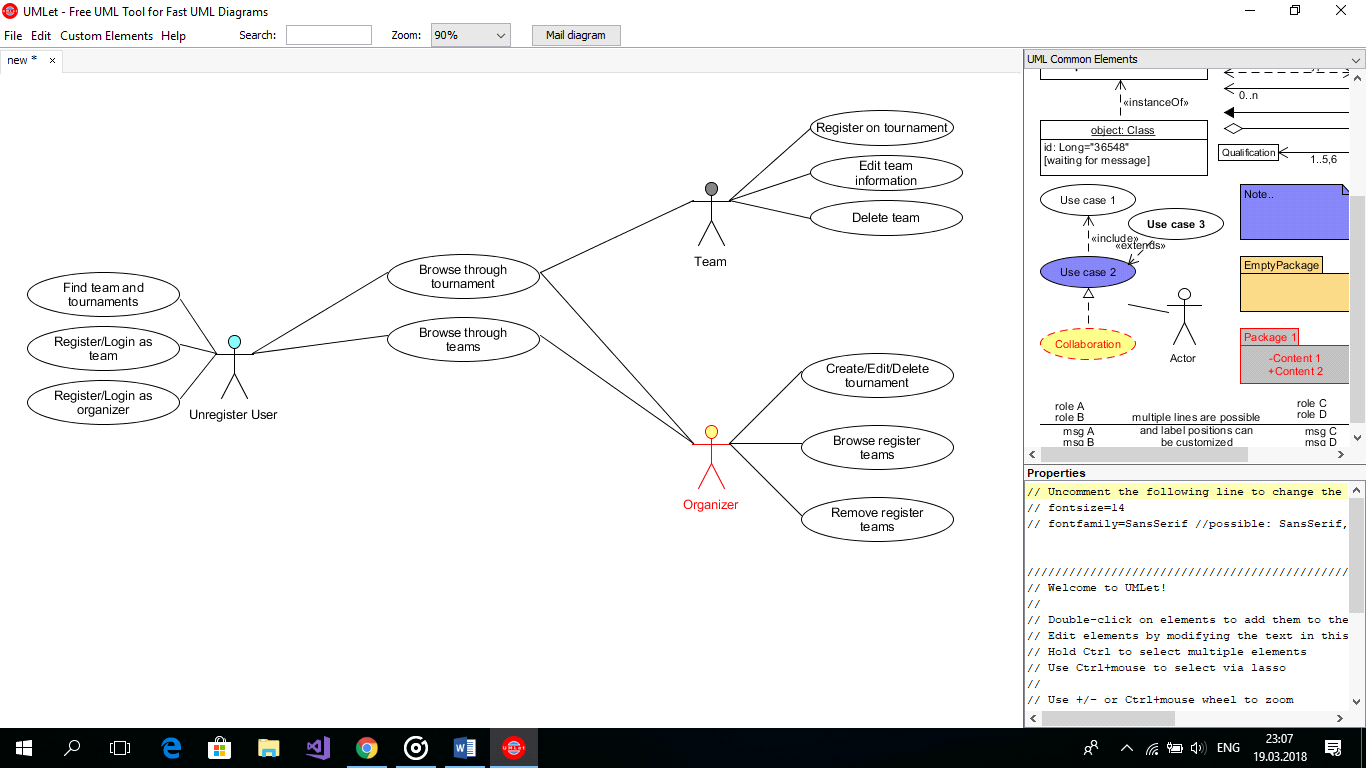 UMLet - Free UML Tool for Fast UML Diagrams
File Edit Custom Elements Help Search: Zoom: 90% Mail diagram
new *
Register on tournament
Edit team
information
Delete team
Team
Browse through
tournament
Browse through
teams
Find team and
tournaments
Register/Login as
team
Register/Login as
organizer
Unregister User
Create/Edit/Delete
tournament
Browse register
teams
Remove register
teams
Organizer
UML Common Elements
«instanceOf»
0..n
object: Class
id: Long="36548"
[waiting for message]
Qualification
1..5,6
Use case 1
Use case 3
«include»
«extends»
Use case 2
Collaboration
Actor
Note..
EmptyPackage
Package 1
-Content 1
+Content 2
role A
role B
msg A
msg B
multiple lines are possible
and label positions can
be customized
role C
role D
msg C
msg D
Properties
// Uncomment the following line to change the
// fontsize=14
// fontfamily=SansSerif //possible: SansSerif,
//////////////////////////////////////////////
// Welcome to UMLet!
//
// Double-click on elements to add them to the
// Edit elements by modifying the text in this
// Hold Ctrl to select multiple elements
// Use Ctrl+mouse to select via lasso
//
// Use +/- or Ctrl+mouse wheel to zoom
ENG
23:07
19.03.2018